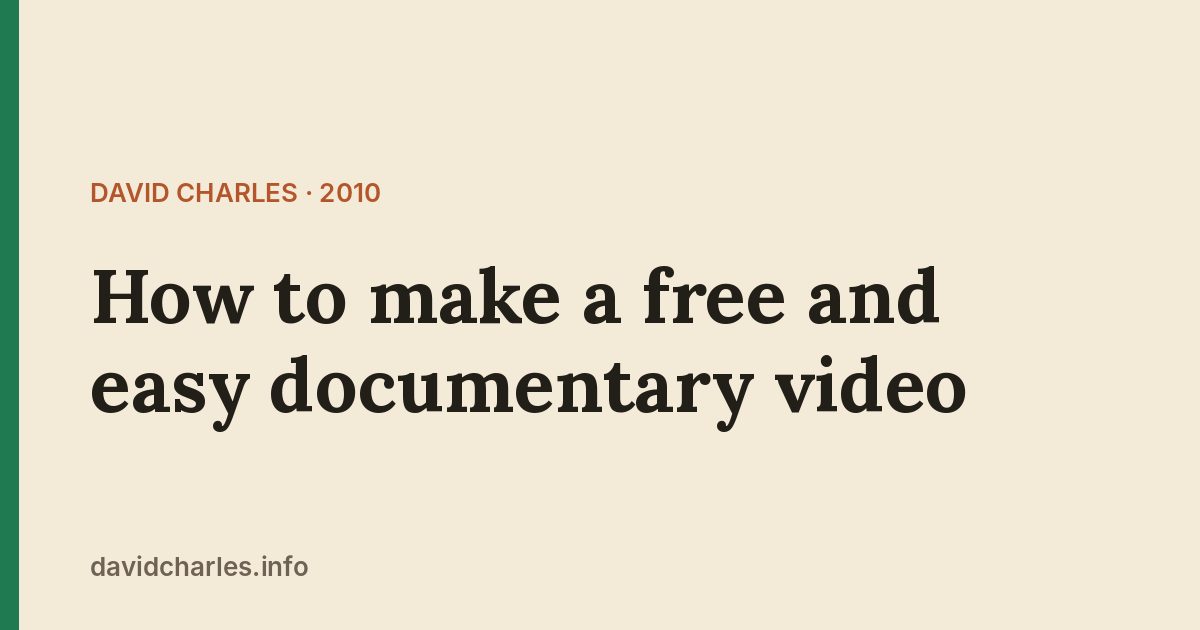 DAVID CHARLES · 2010
How to make a free and
easy documentary video
davidcharles.info